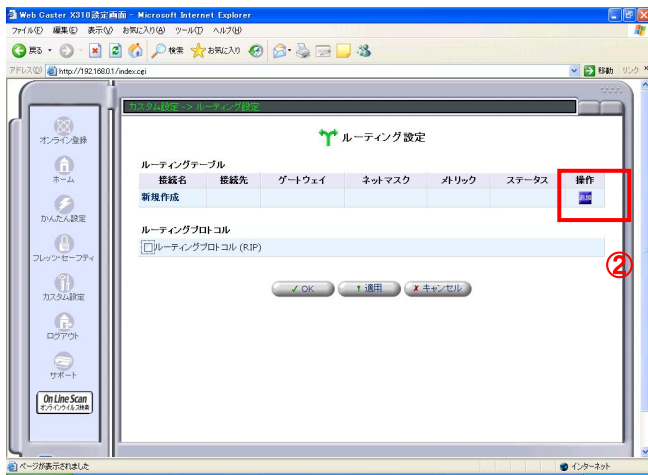 Web Caster X310設定画面 - Microsoft Internet Explorer
ファイル(F) 編集(E) 表示(V) お気に入り(A) ツール(T) ヘルプ(H)
戻る 検索 お気に入り
アドレス(D) http://192.168.0.1/index.cgi 移動 リンク
カスタム設定 -> ルーティング設定
オンライン登録
ホーム
かんたん設定
フレッツ・セーフティ
カスタム設定
ログアウト
サポート
On Line Scan
オンラインウイルス検査
ルーティング設定
ルーティングテーブル
接続名 接続先 ゲートウェイ ネットマスク メトリック ステータス 操作
新規作成 追加
ルーティングプロトコル
ルーティングプロトコル (RIP)
②
OK 適用 キャンセル
ページが表示されました インターネット